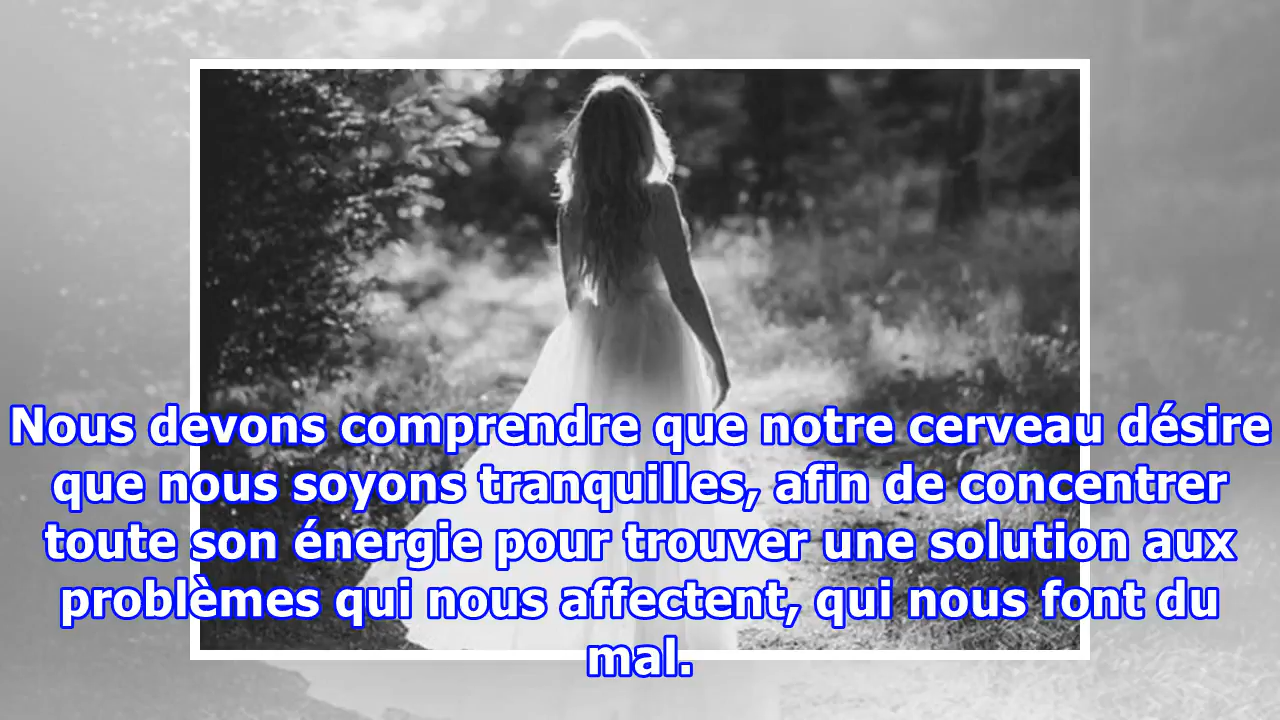 Nous devons comprendre que notre cerveau désire
que nous soyons tranquilles, afin de concentrer
toute son énergie pour trouver une solution aux
problèmes qui nous affectent, qui nous font du
mal.